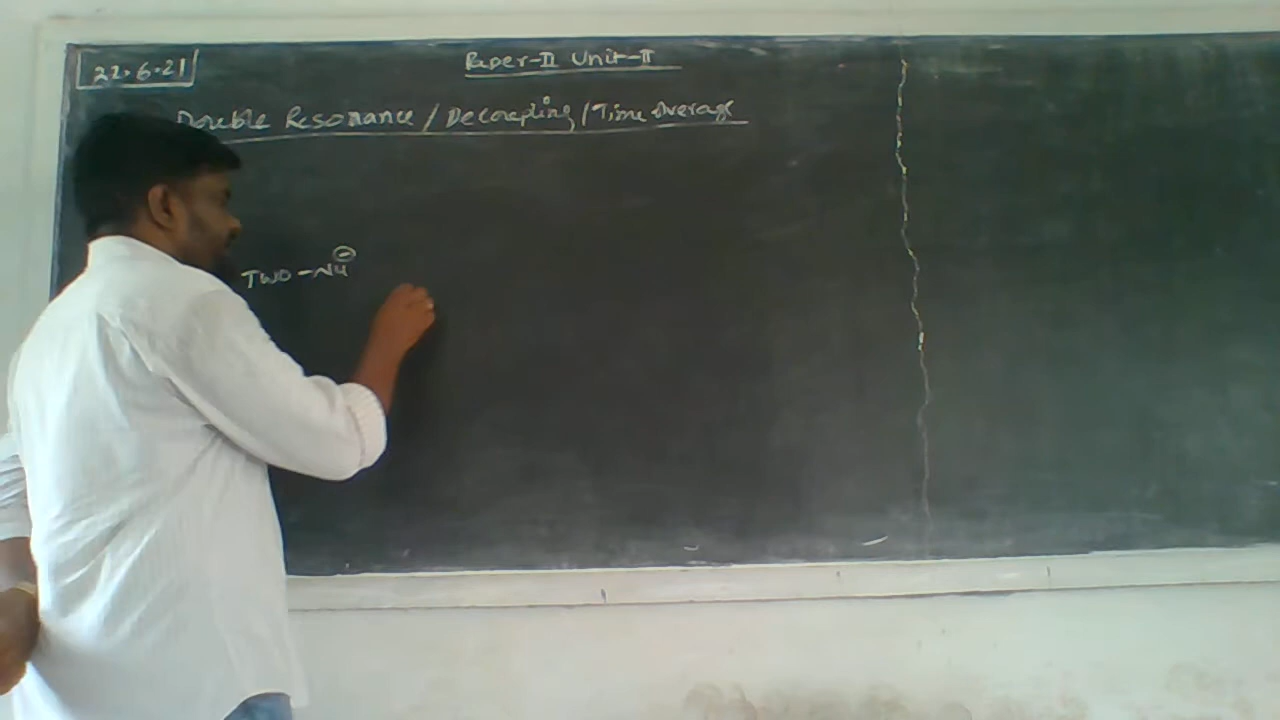 22.6.21
Paper-II Unit-II
Double Resonance / Decoupling / Time Average
TWO - Nu⊖